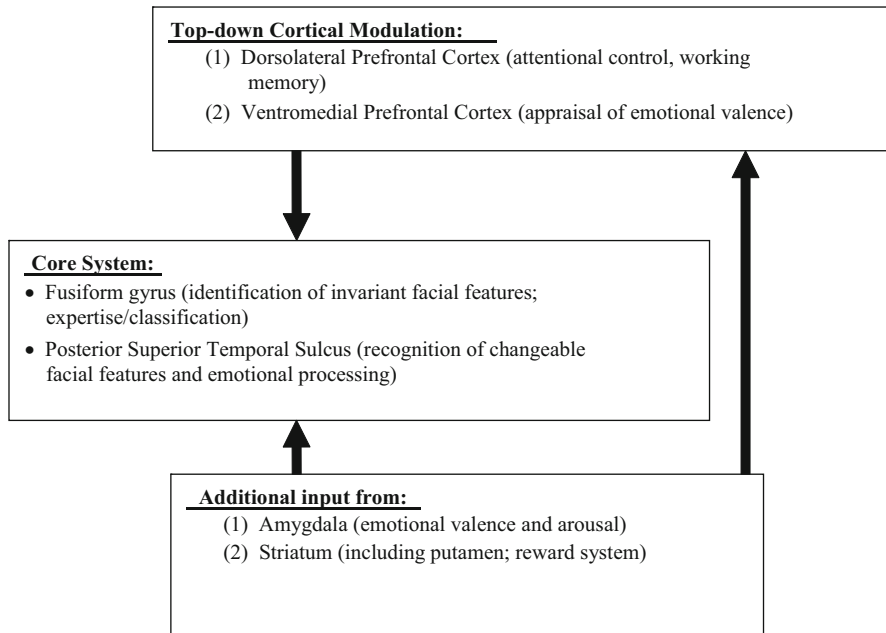 Top-down Cortical Modulation:
(1) Dorsolateral Prefrontal Cortex (attentional control, working
memory)
(2) Ventromedial Prefrontal Cortex (appraisal of emotional valence)
Core System:
• Fusiform gyrus (identification of invariant facial features;
expertise/classification)
• Posterior Superior Temporal Sulcus (recognition of changeable
facial features and emotional processing)
Additional input from:
(1) Amygdala (emotional valence and arousal)
(2) Striatum (including putamen; reward system)